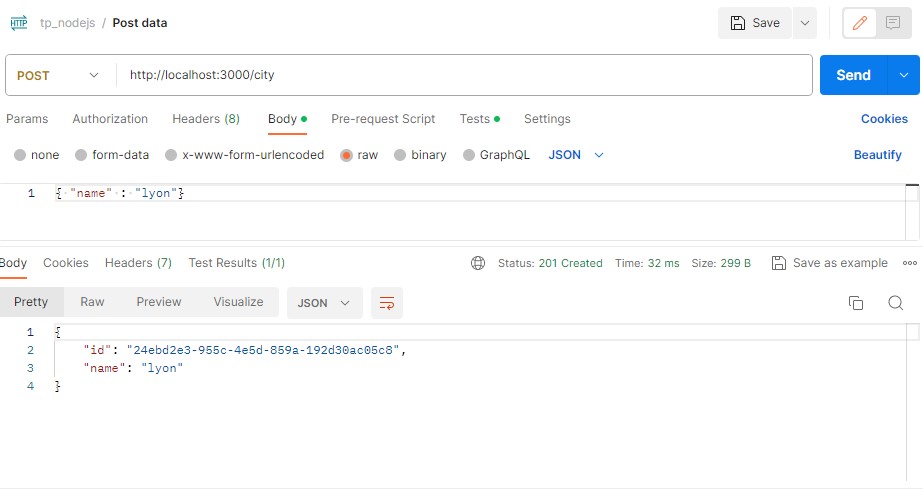 HTTP tp_nodejs / Post data Save
POST http://localhost:3000/city Send
Params Authorization Headers (8) Body Pre-request Script Tests Settings Cookies
none form-data x-www-form-urlencoded raw binary GraphQL JSON Beautify
1 { "name" : "lyon"}
Body Cookies Headers (7) Test Results (1/1) Status: 201 Created Time: 32 ms Size: 299 B Save as example
Pretty Raw Preview Visualize JSON
1 {
2 "id": "24ebd2e3-955c-4e5d-859a-192d30ac05c8",
3 "name": "lyon"
4 }